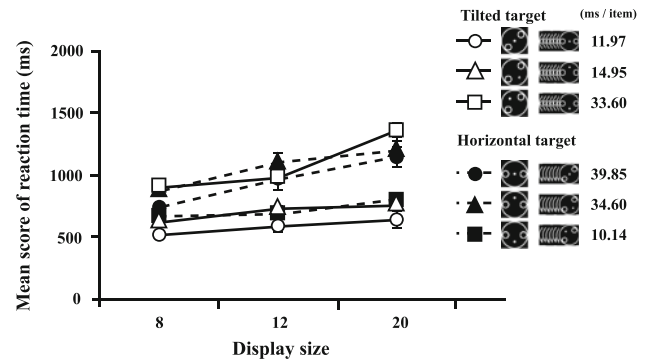 Tilted target (ms / item)
11.97
14.95
33.60
Horizontal target
39.85
34.60
10.14
Mean score of reaction time (ms)
2000
1500
1000
500
0
8 12 20
Display size